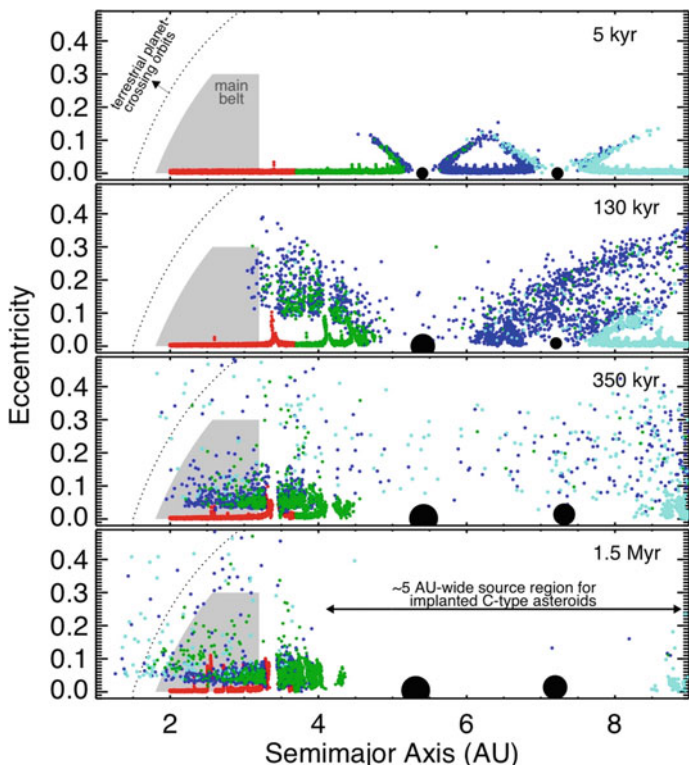 Eccentricity
0.5
0.4
0.3
0.2
0.1
0.0
terrestrial planet-
crossing orbits
main
belt
5 kyr
0.4
0.3
0.2
0.1
0.0
130 kyr
0.4
0.3
0.2
0.1
0.0
350 kyr
0.4
0.3
0.2
0.1
0.0
1.5 Myr
~5 AU-wide source region for
implanted C-type asteroids
2 4 6 8
Semimajor Axis (AU)